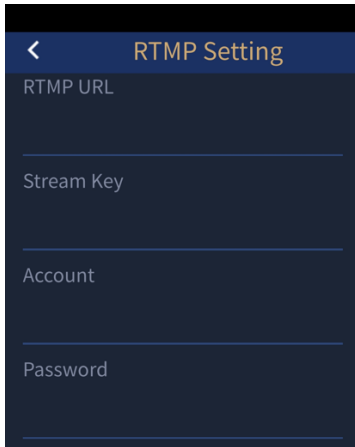 RTMP Setting
RTMP URL
Stream Key
Account
Password